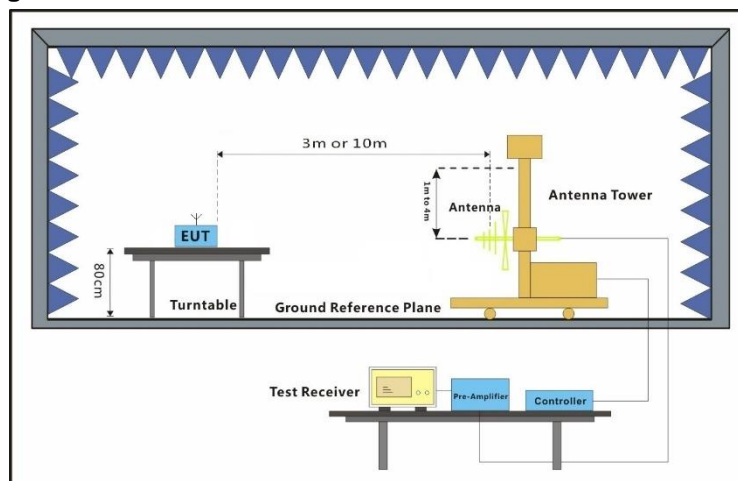 3m or 10m
1m to 4m
Antenna
Antenna Tower
EUT
80cm
Turntable
Ground Reference Plane
Test Receiver
Pre-Amplifier
Controller